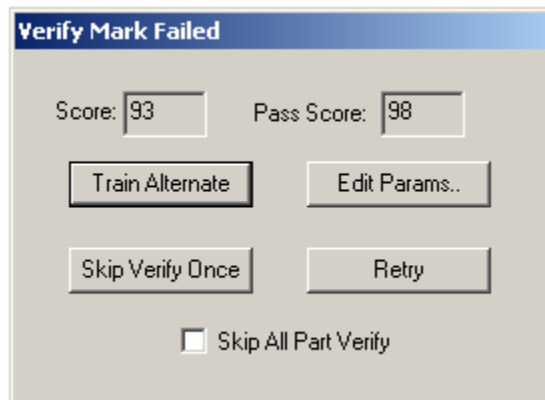 Verify Mark Failed
Score: 93 Pass Score: 98
Train Alternate Edit Params..
Skip Verify Once Retry
Skip All Part Verify